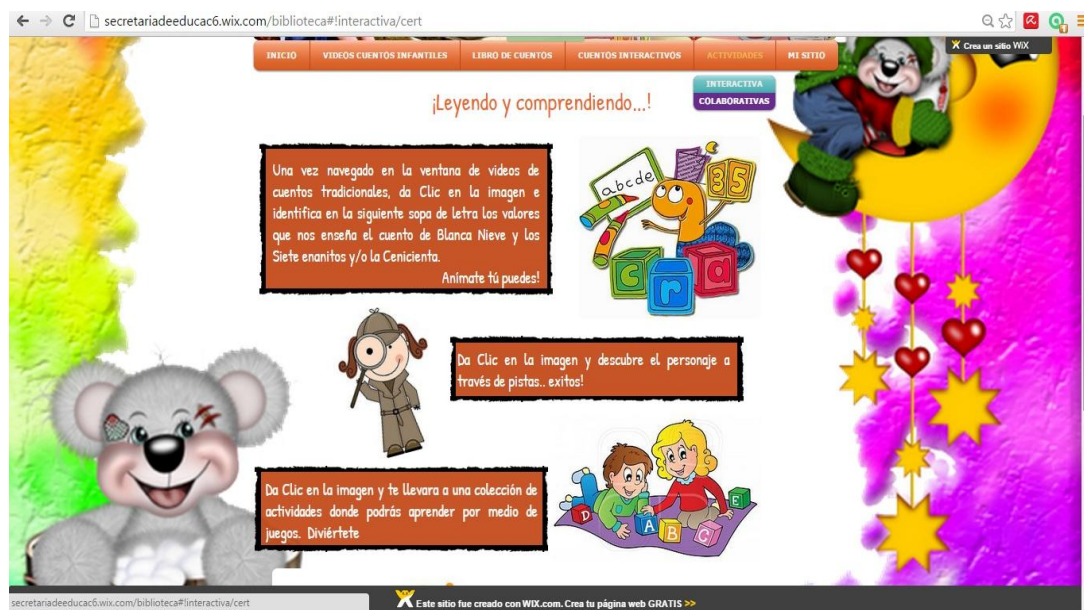 secretariadeeducac6.wix.com/biblioteca#!interactiva/cert
Crea un sitio WiX
INICIO VIDEOS CUENTOS INFANTILES LIBRO DE CUENTOS CUENTOS INTERACTIVOS ACTIVIDADES MI SITIO
INTERACTIVA
COLABORATIVAS
¡Leyendo y comprendiendo...!
Una vez navegado en la ventana de videos de
cuentos tradicionales, da Clic en la imagen e
identifica en la siguiente sopa de letra los valores
que nos enseña el cuento de Blanca Nieve y los
Siete enanitos y/o la Cenicienta.
Anímate tú puedes!
abcde
35
c r a
Da Clic en la imagen y descubre el personaje a
través de pistas.. exitos!
Da Clic en la imagen y te llevara a una colección de
actividades donde podrás aprender por medio de
juegos. Diviértete
D A B C E
secretariadeeducac6.wix.com/biblioteca#!interactiva/cert
Este sitio fue creado con WIX.com. Crea tu página web GRATIS >>